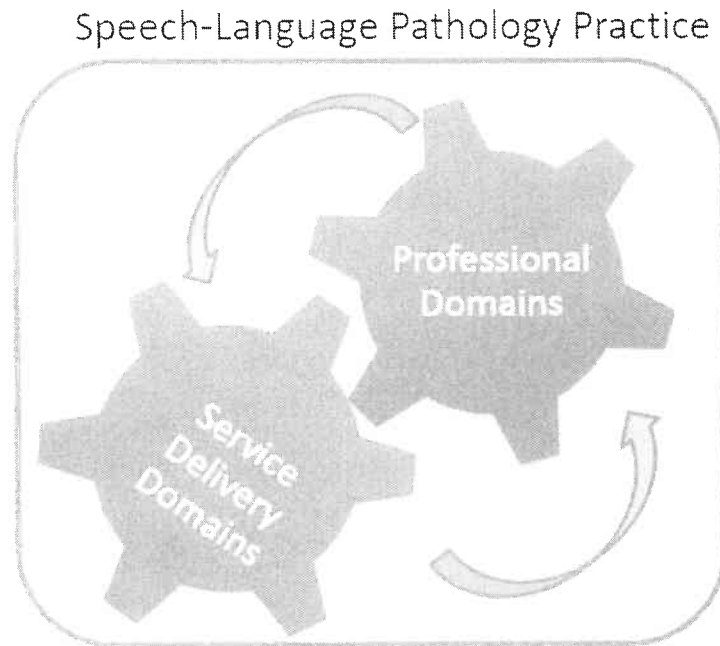 Speech-Language Pathology Practice
Professional
Domains
Service
Delivery
Domains